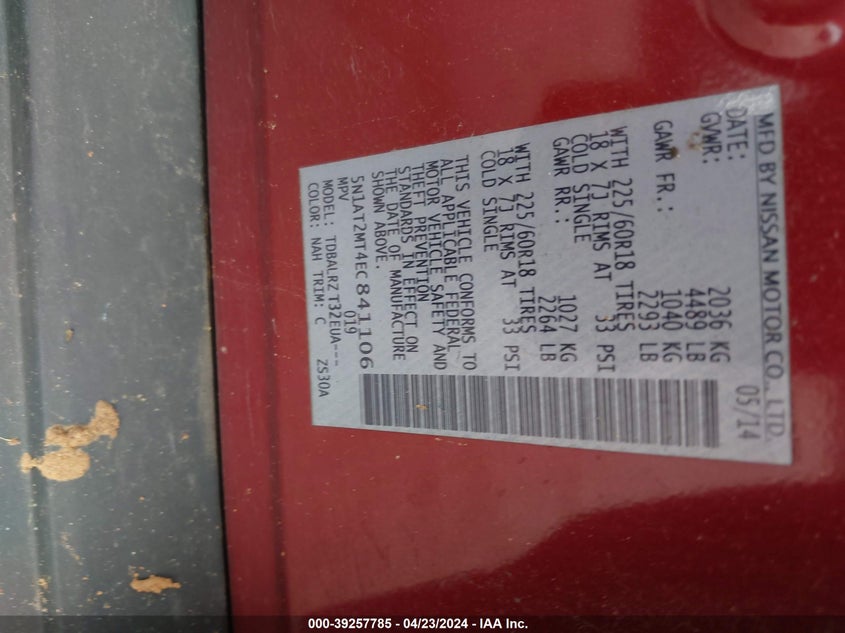 MFD BY NISSAN MOTOR CO., LTD.
DATE: 05/14
GVWR: 2036 KG
4489 LB
GAWR FR.: 1040 KG
2293 LB
WITH 225/60R18 TIRES
18 X 7J RIMS AT 33 PSI
COLD SINGLE
GAWR RR.: 1027 KG
2264 LB
WITH 225/60R18 TIRES
18 X 7J RIMS AT 33 PSI
COLD SINGLE
THIS VEHICLE CONFORMS TO
ALL APPLICABLE FEDERAL
MOTOR VEHICLE SAFETY AND
THEFT PREVENTION
STANDARDS IN EFFECT ON
THE DATE OF MANUFACTURE
SHOWN ABOVE.
5N1AT2MT4EC841106
MPV 019
MODEL: TDBALRZ T32EUA---
COLOR: NAH TRIM: C ZS30A
000-39257785 - 04/23/2024 - IAA Inc.